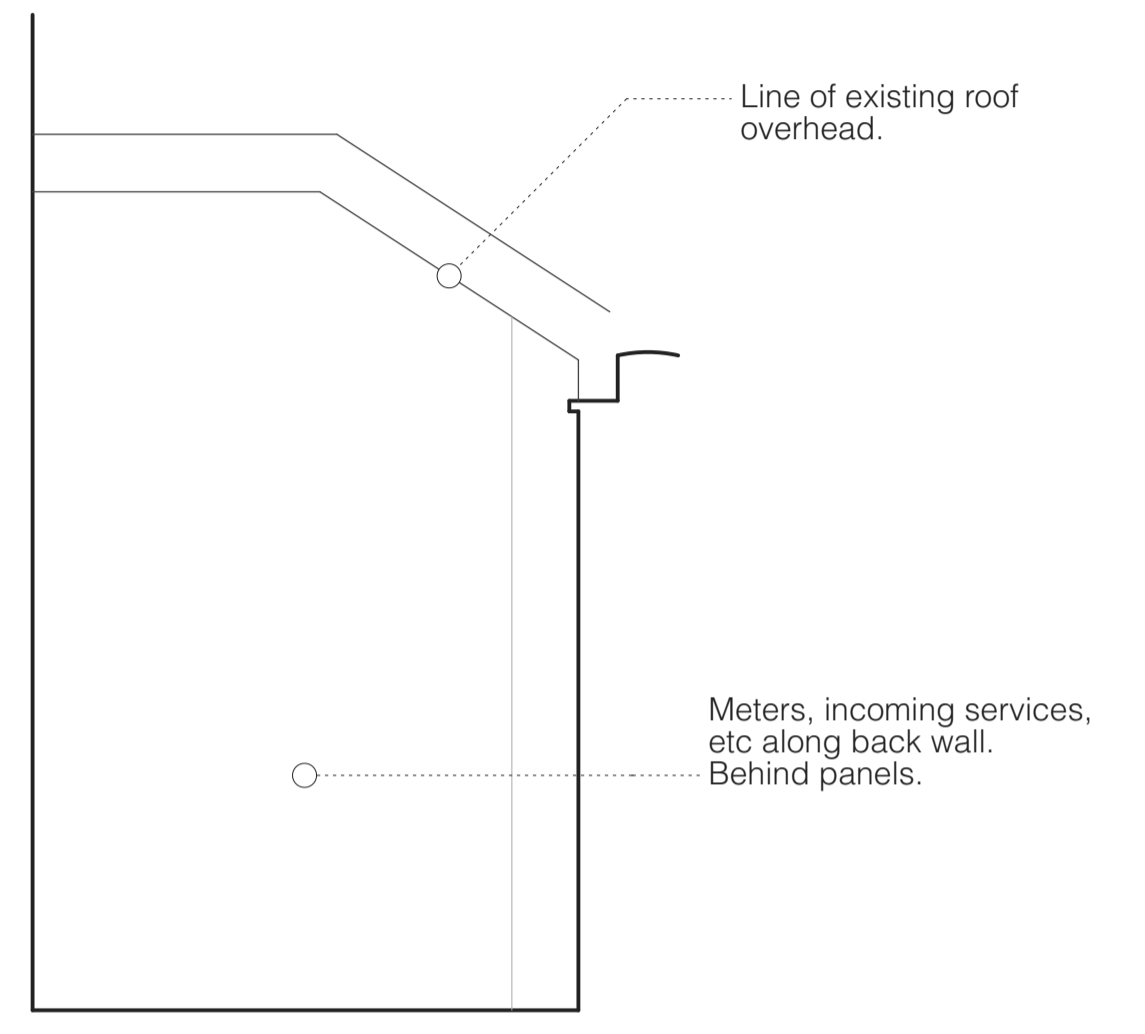 Line of existing roof
overhead.
Meters, incoming services,
etc along back wall.
Behind panels.